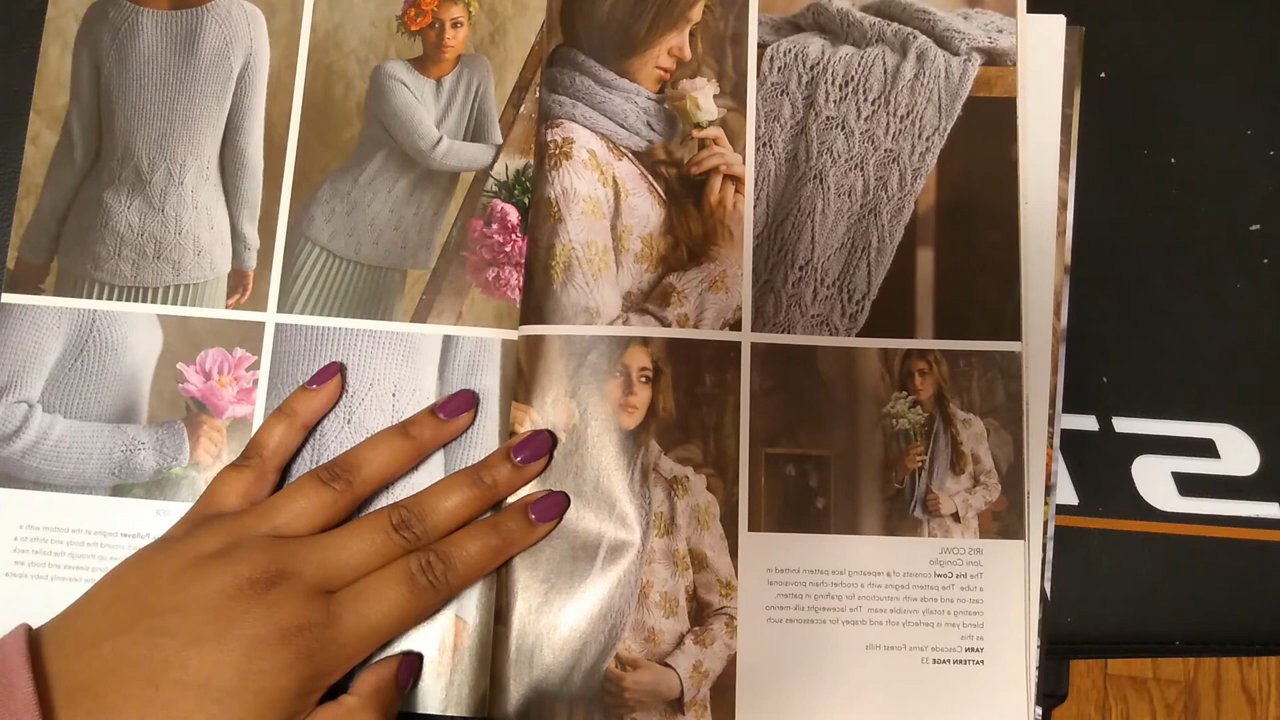 IRIS COWL
Joni Coniglio
The Iris Cowl consists of a repeating lace pattern knitted in
a tube. The pattern begins with a crochet-chain provisional
cast-on and ends with instructions for grafting in pattern,
creating a totally invisible seam. The laceweight silk-merino
blend yarn is perfectly soft and drapey for accessories such
as this.
YARN Cascade Yarns Forest Hills
PATTERN PAGE 33
Pullover begins at the bottom with a
around the body and shifts to a
up through the ballet neck
sleeves and body are
heavenly baby alpaca-